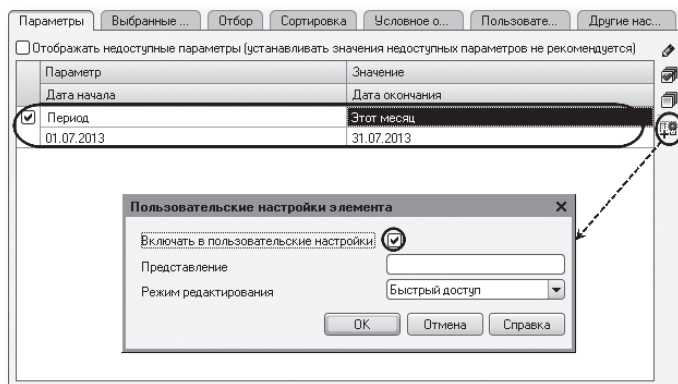 Параметры Выбранные ... Отбор Сортировка Условное о... Пользовате... Другие нас...
Отображать недоступные параметры (устанавливать значения недоступных параметров не рекомендуется)
Параметр Значение
Дата начала Дата окончания
Период Этот месяц
01.07.2013 31.07.2013
Пользовательские настройки элемента
Включать в пользовательские настройки
Представление
Режим редактирования Быстрый доступ
ОК Отмена Справка